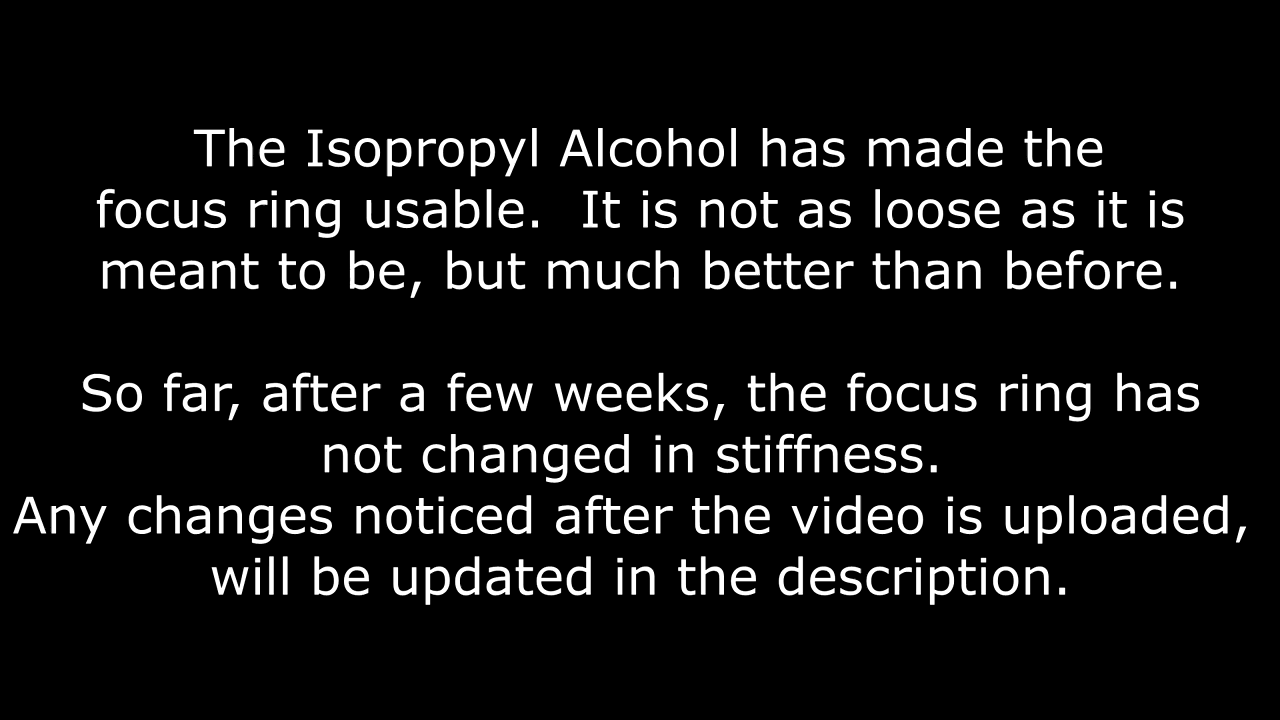 The Isopropyl Alcohol has made the
focus ring usable.  It is not as loose as it is
meant to be, but much better than before.
So far, after a few weeks, the focus ring has
not changed in stiffness.
Any changes noticed after the video is uploaded,
will be updated in the description.